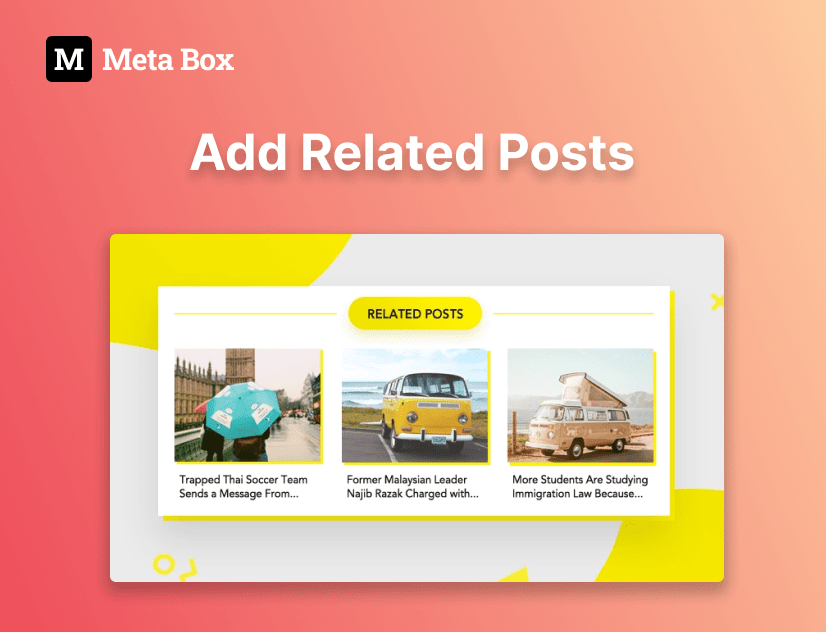 M Meta Box
Add Related Posts
RELATED POSTS
Trapped Thai Soccer Team
Sends a Message From...
Former Malaysian Leader
Najib Razak Charged with...
More Students Are Studying
Immigration Law Because...